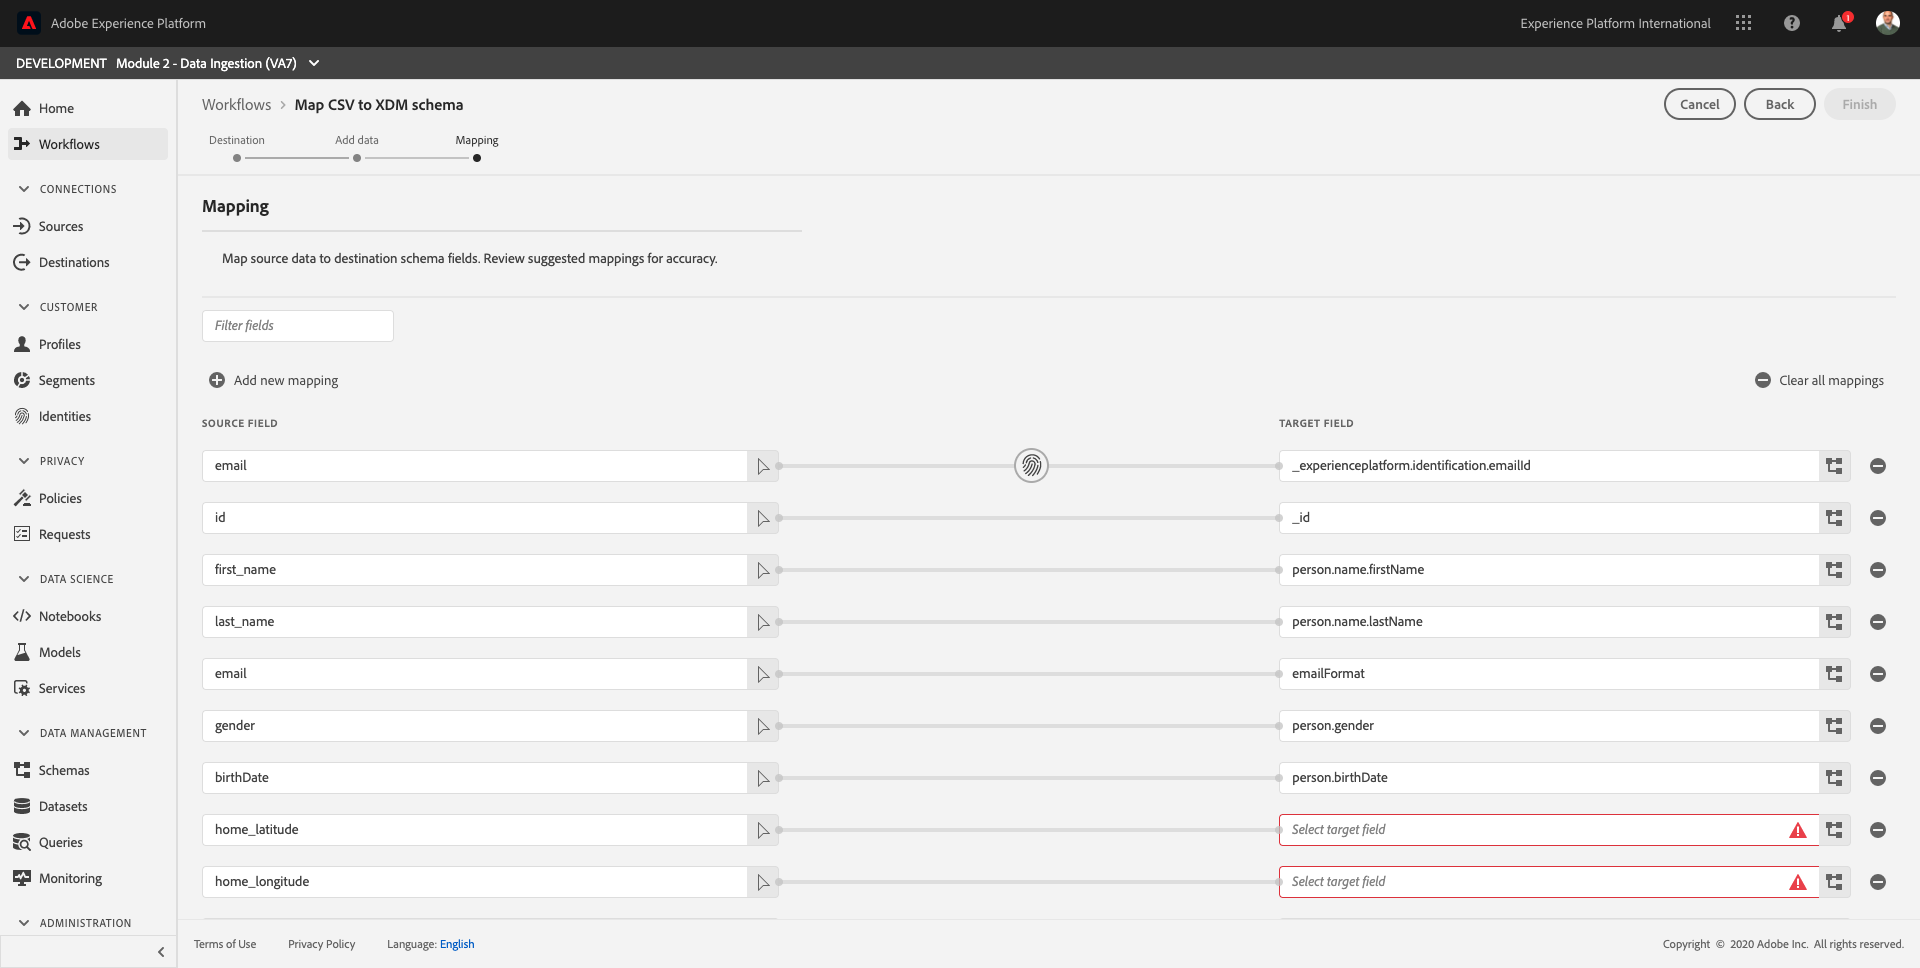 Adobe Experience Platform
Experience Platform International
1
DEVELOPMENT Module 2 - Data Ingestion (VA7)
Home
Workflows
CONNECTIONS
Sources
Destinations
CUSTOMER
Profiles
Segments
Identities
PRIVACY
Policies
Requests
DATA SCIENCE
Notebooks
Models
Services
DATA MANAGEMENT
Schemas
Datasets
Queries
Monitoring
ADMINISTRATION
Workflows > Map CSV to XDM schema
Cancel Back Finish
Destination Add data Mapping
Mapping
Map source data to destination schema fields. Review suggested mappings for accuracy.
Filter fields
Add new mapping Clear all mappings
SOURCE FIELD TARGET FIELD
email _experienceplatform.identification.emailId
id _id
first_name person.name.firstName
last_name person.name.lastName
email emailFormat
gender person.gender
birthDate person.birthDate
home_latitude Select target field
home_longitude Select target field
Terms of Use Privacy Policy Language: English Copyright © 2020 Adobe Inc. All rights reserved.